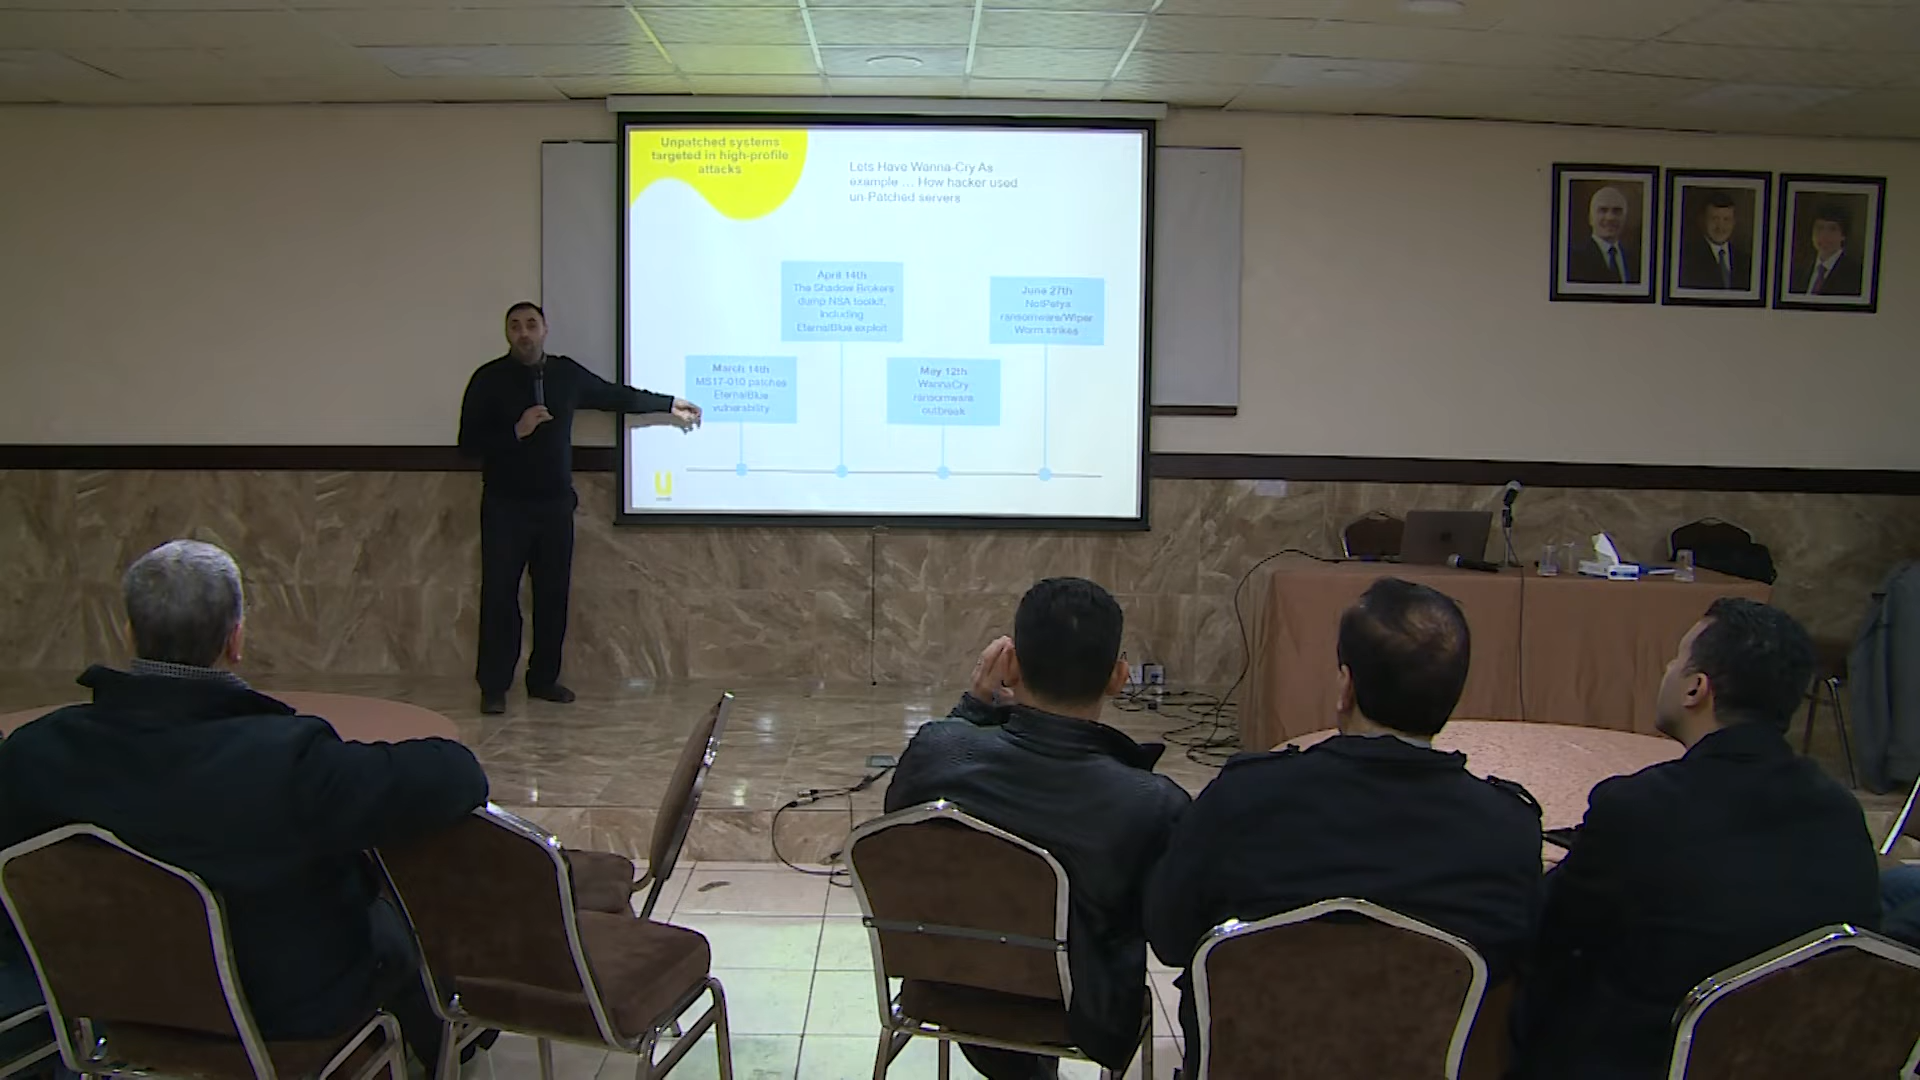 Unpatched systems
targeted in high-profile
attacks
Lets Have Wanna-Cry As
example ... How hacker used
un-Patched servers
April 14th
The Shadow Brokers
dump NSA toolkit,
including
EternalBlue exploit
June 27th
NotPetya
ransomware/Wiper
Worm strikes
March 14th
MS17-010 patches
EternalBlue
vulnerability
May 12th
WannaCry
ransomware
outbreak
U